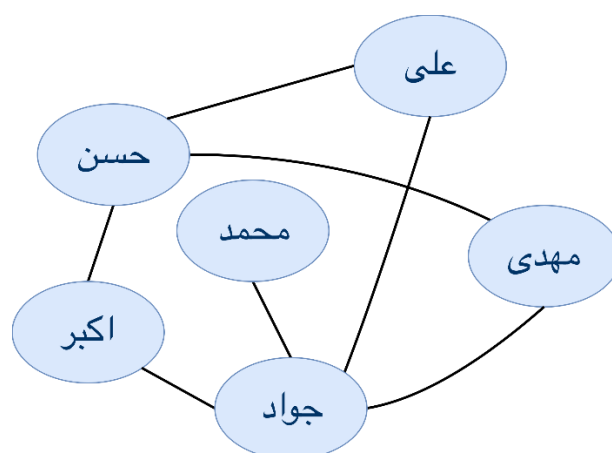 علی
حسن
محمد
مهدی
اکبر
جواد